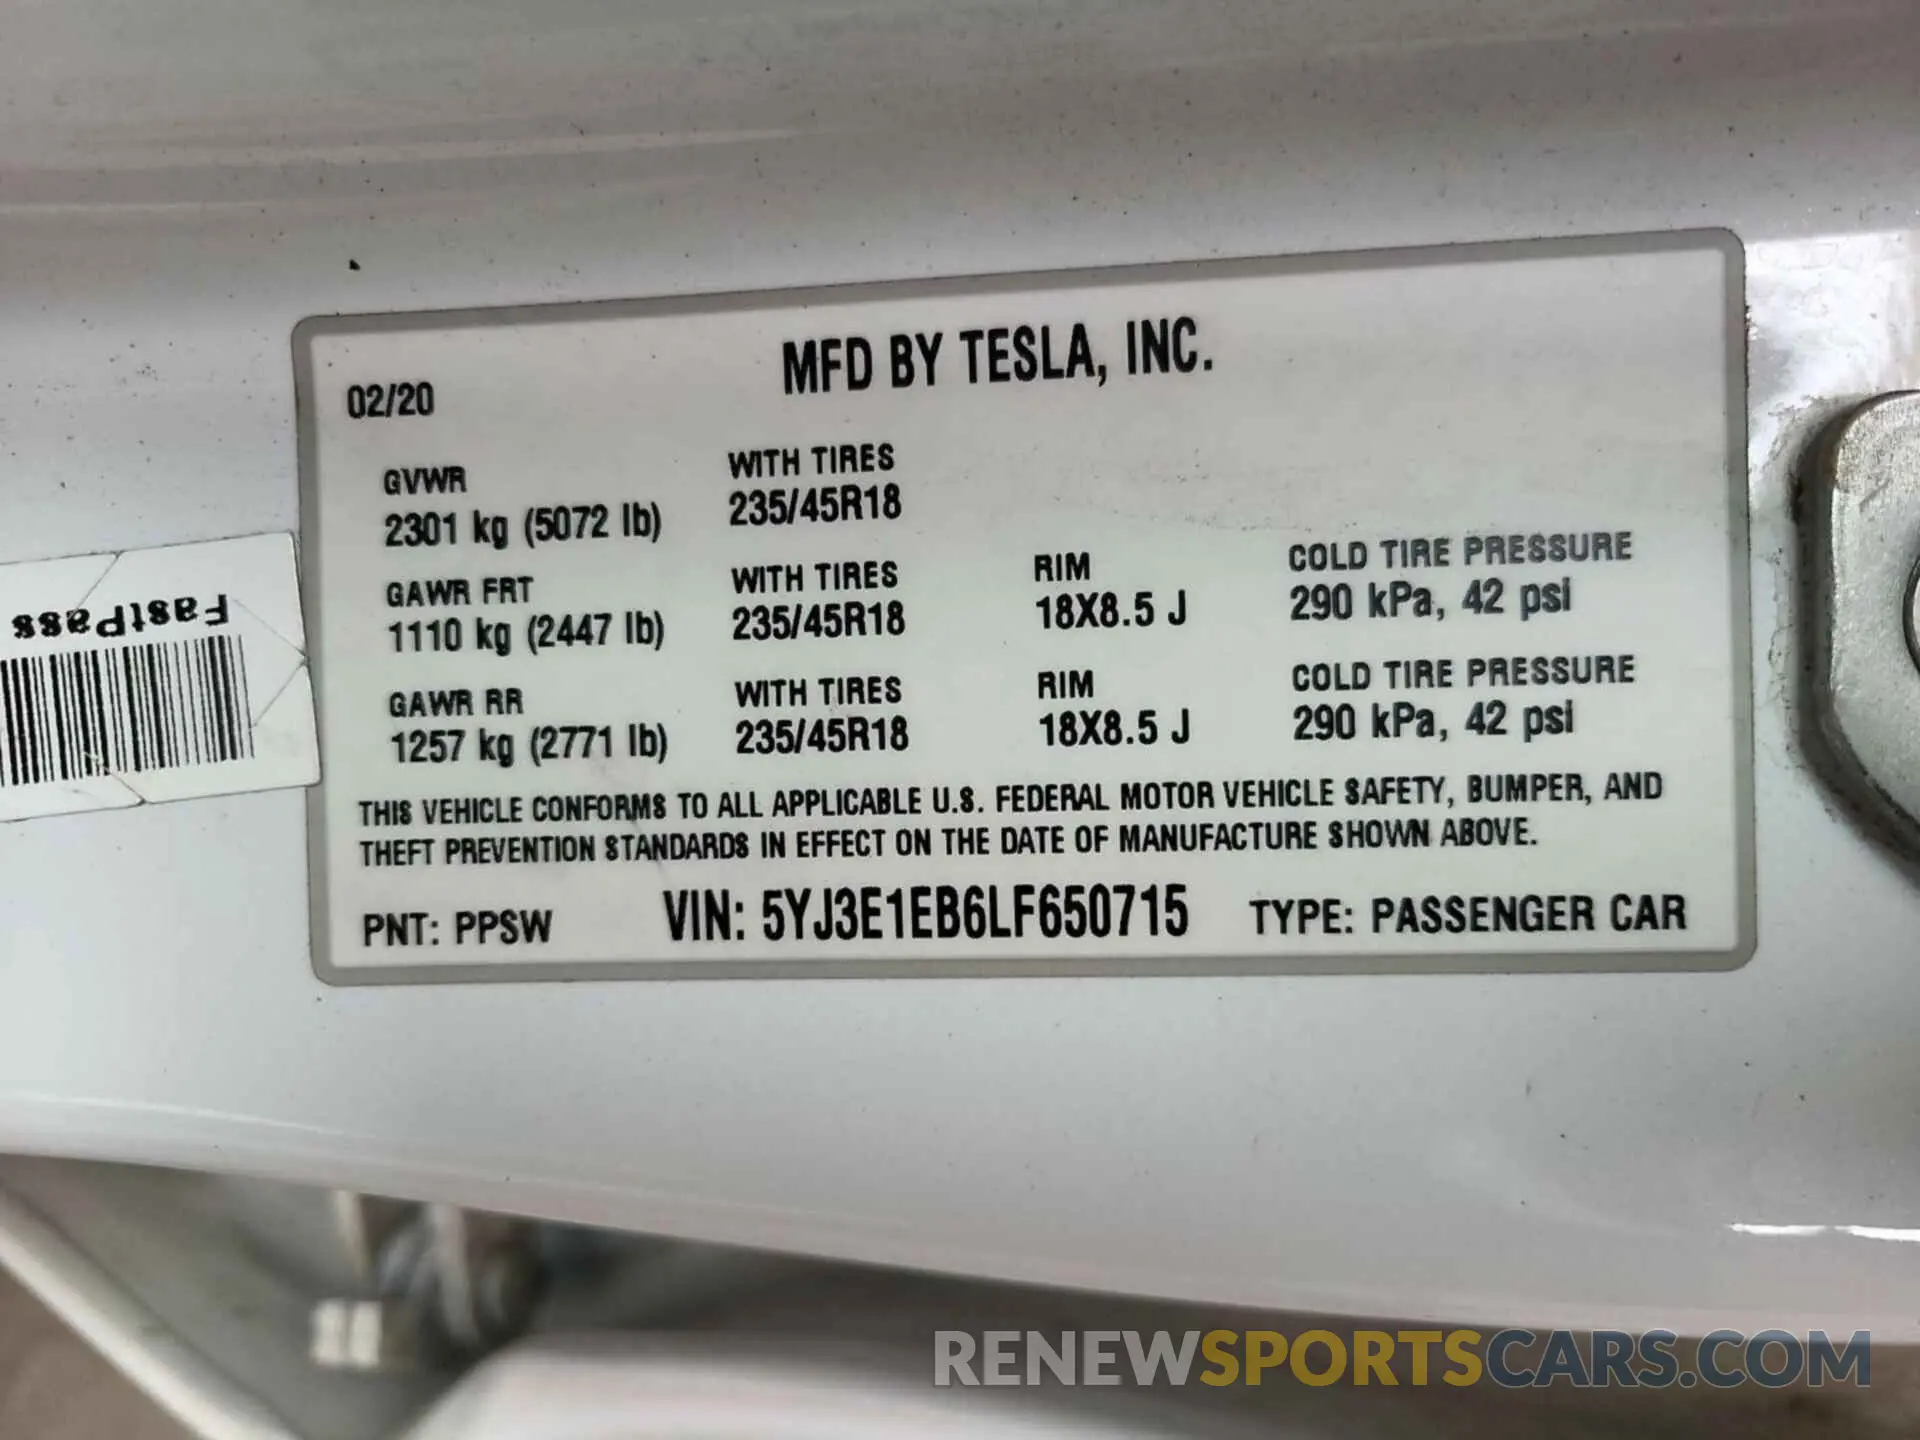 MFD BY TESLA, INC.
02/20
GVWR WITH TIRES
2301 kg (5072 lb) 235/45R18
GAWR FRT WITH TIRES RIM COLD TIRE PRESSURE
1110 kg (2447 lb) 235/45R18 18X8.5 J 290 kPa, 42 psi
GAWR RR WITH TIRES RIM COLD TIRE PRESSURE
1257 kg (2771 lb) 235/45R18 18X8.5 J 290 kPa, 42 psi
THIS VEHICLE CONFORMS TO ALL APPLICABLE U.S. FEDERAL MOTOR VEHICLE SAFETY, BUMPER, AND
THEFT PREVENTION STANDARDS IN EFFECT ON THE DATE OF MANUFACTURE SHOWN ABOVE.
PNT: PPSW VIN: 5YJ3E1EB6LF650715 TYPE: PASSENGER CAR
FastPass
RENEWSPORTSCARS.COM